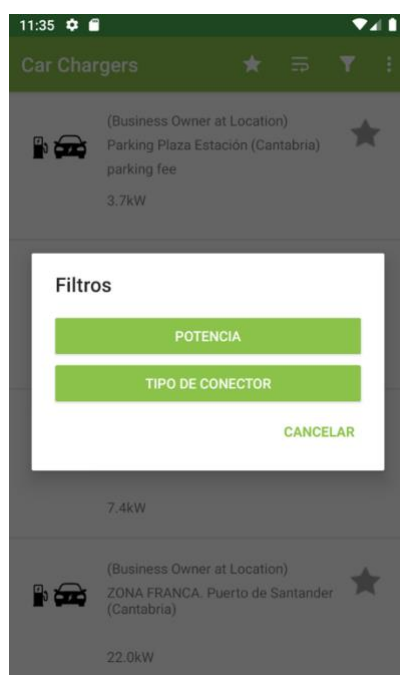 11:35
Car Chargers
(Business Owner at Location)
Parking Plaza Estación (Cantabria)
parking fee
3.7kW
Filtros
POTENCIA
TIPO DE CONECTOR
CANCELAR
7.4kW
(Business Owner at Location)
ZONA FRANCA. Puerto de Santander
(Cantabria)
22.0kW